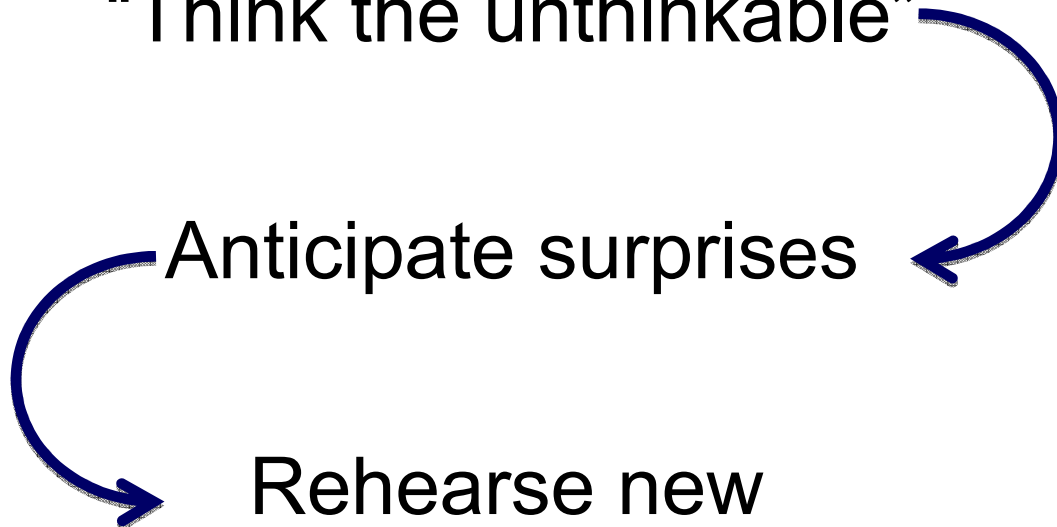 “Think the unthinkable”
Anticipate surprises
Rehearse new